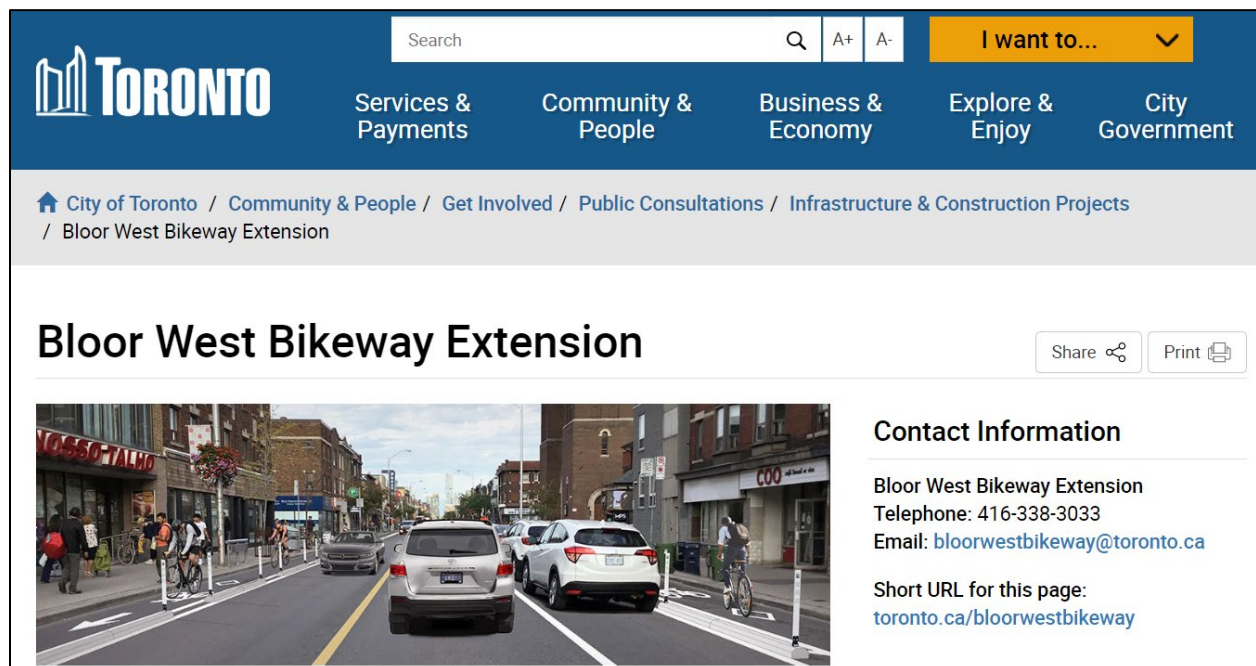 TORONTO
Search
A+
A-
I want to...
Services &
Payments
Community &
People
Business &
Economy
Explore &
Enjoy
City
Government
City of Toronto / Community & People / Get Involved / Public Consultations / Infrastructure & Construction Projects
/ Bloor West Bikeway Extension
Bloor West Bikeway Extension
Share
Print
NOSSO TALHO
COO
Contact Information
Bloor West Bikeway Extension
Telephone: 416-338-3033
Email: bloorwestbikeway@toronto.ca
Short URL for this page:
toronto.ca/bloorwestbikeway